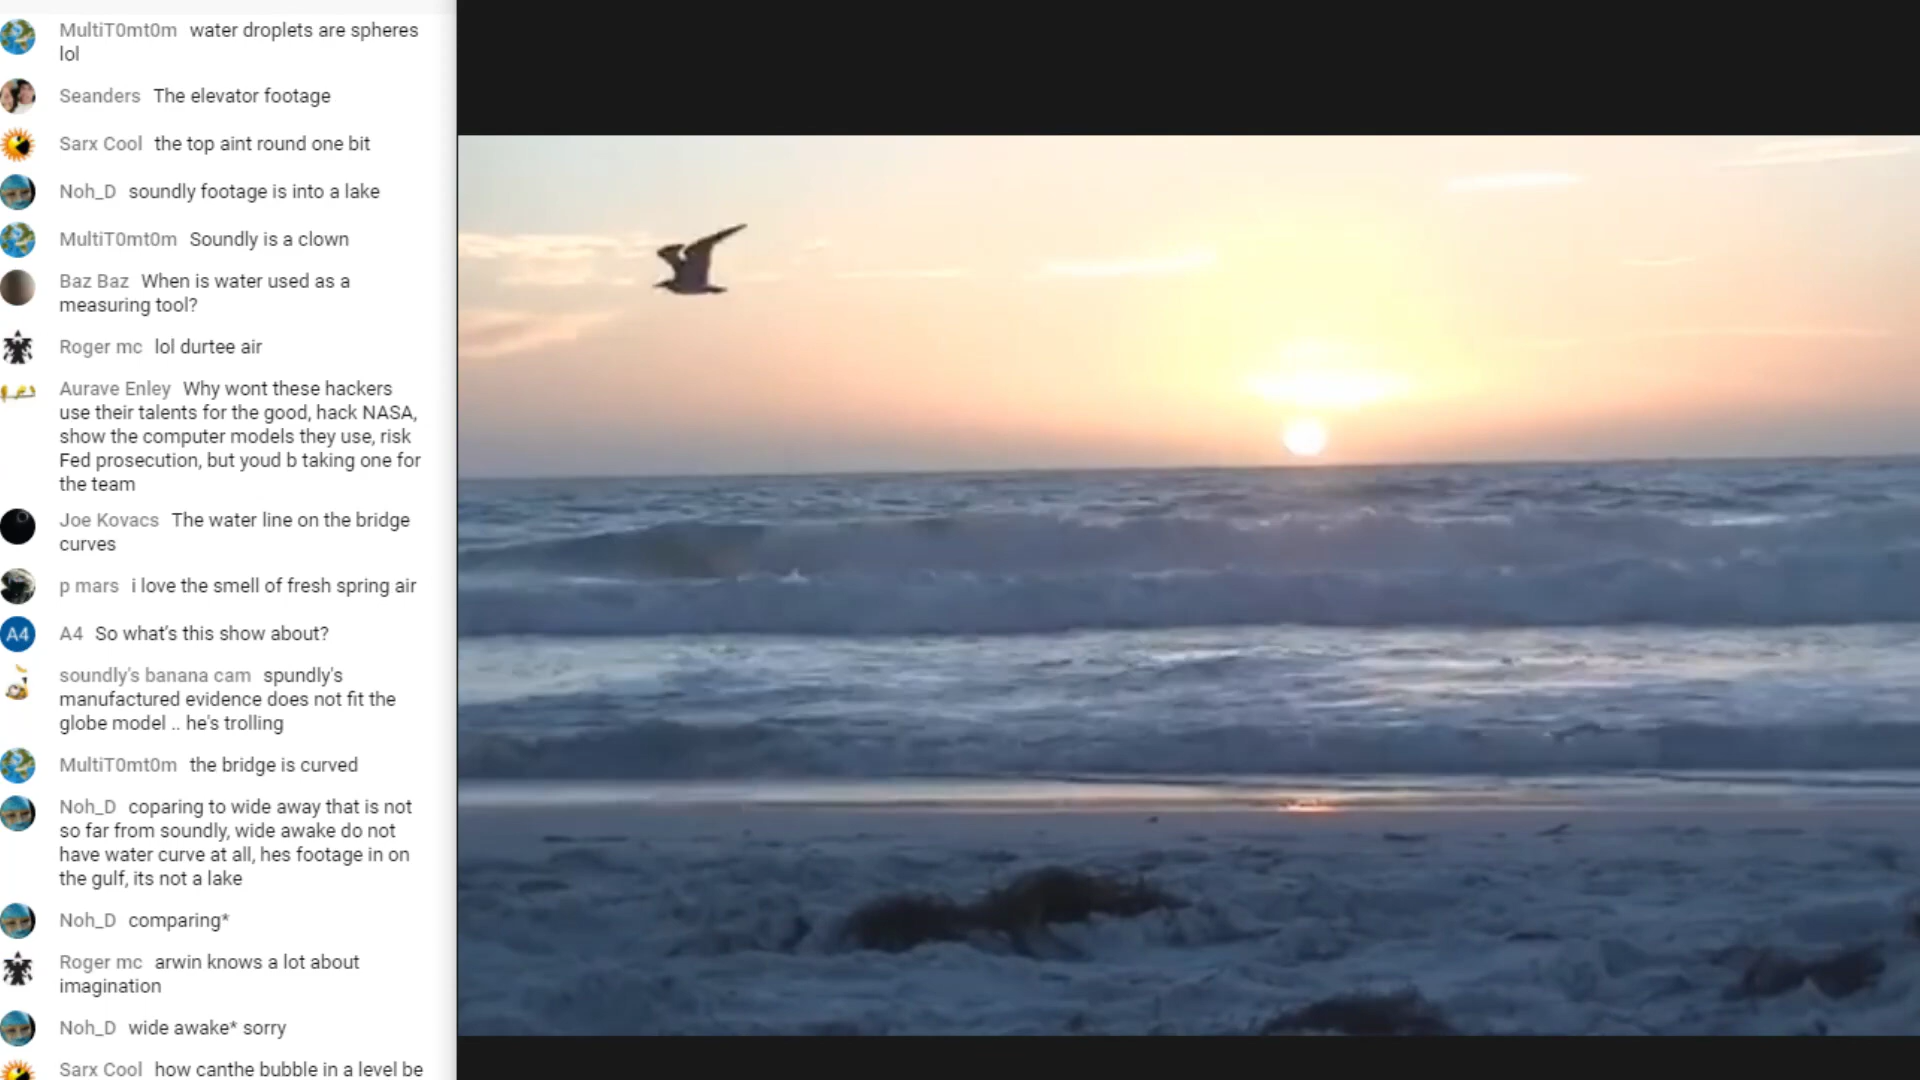 MultiT0mt0m water droplets are spheres
lol
Seanders The elevator footage
Sarx Cool the top aint round one bit
Noh_D soundly footage is into a lake
MultiT0mt0m Soundly is a clown
Baz Baz When is water used as a
measuring tool?
Roger mc lol durtee air
Aurave Enley Why wont these hackers
use their talents for the good, hack NASA,
show the computer models they use, risk
Fed prosecution, but youd b taking one for
the team
Joe Kovacs The water line on the bridge
curves
p mars i love the smell of fresh spring air
A4 A4 So what's this show about?
soundly's banana cam spundly's
manufactured evidence does not fit the
globe model .. he's trolling
MultiT0mt0m the bridge is curved
Noh_D coparing to wide away that is not
so far from soundly, wide awake do not
have water curve at all, hes footage in on
the gulf, its not a lake
Noh_D comparing*
Roger mc arwin knows a lot about
imagination
Noh_D wide awake* sorry
Sarx Cool how canthe bubble in a level be